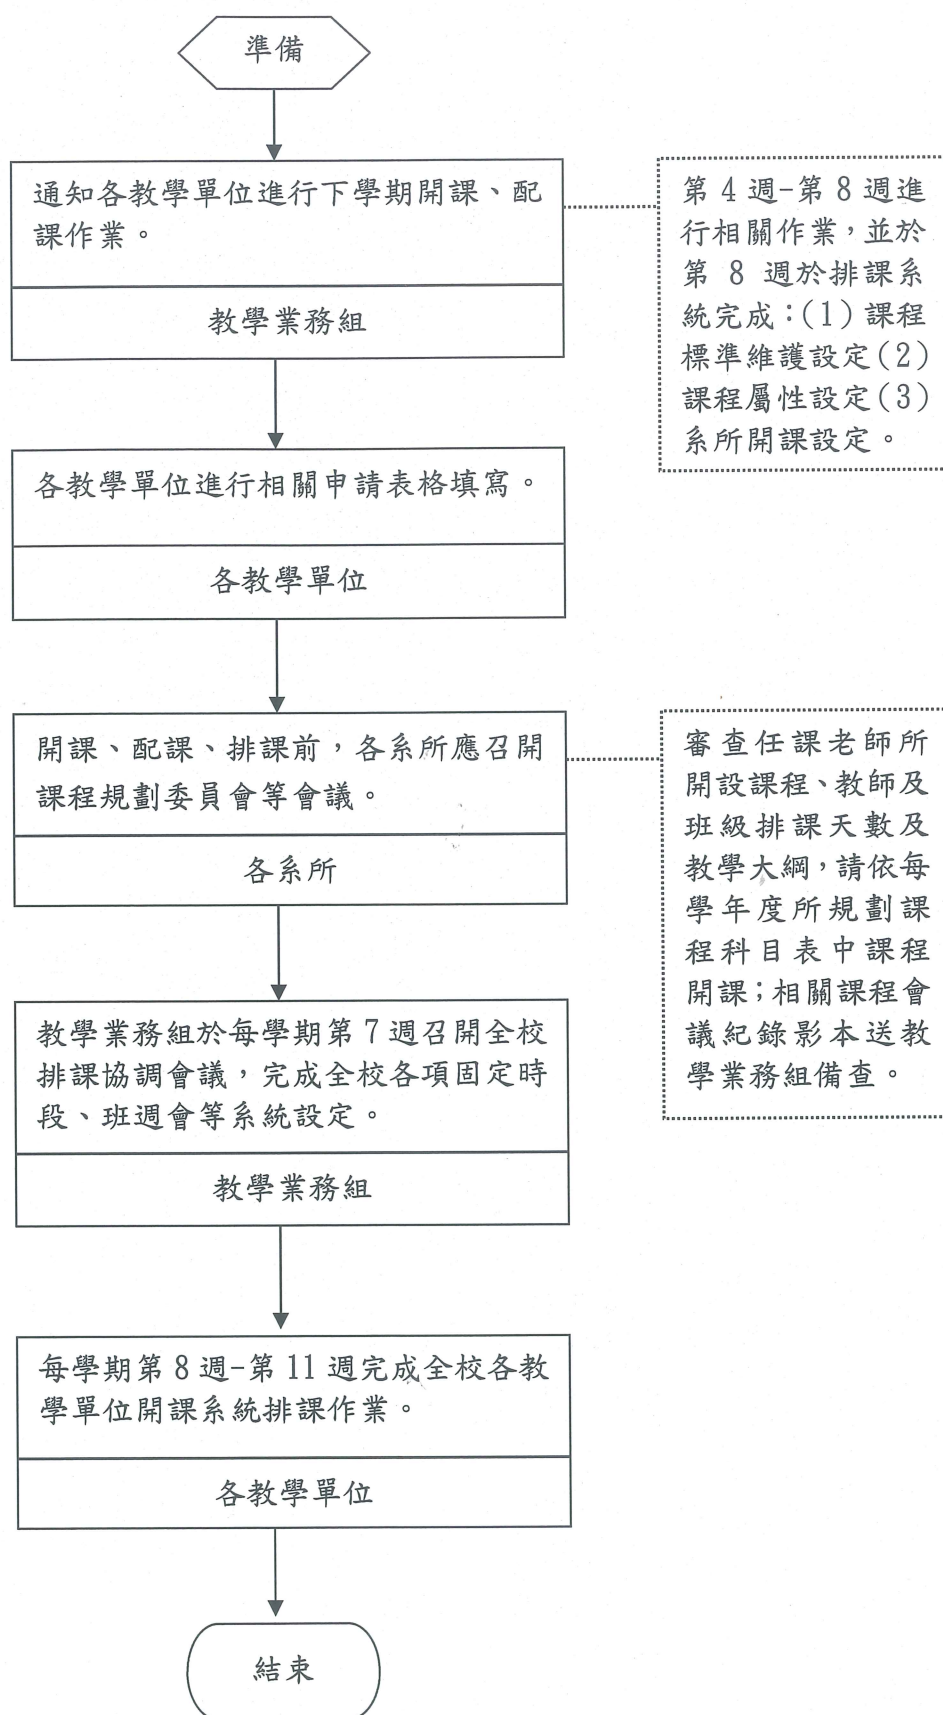 準備
通知各教學單位進行下學期開課、配
課作業。
教學業務組
第 4 週-第 8 週進
行相關作業,並於
第 8 週於排課系
統完成:(1)課程
標準維護設定(2)
課程屬性設定(3)
系所開課設定。
各教學單位進行相關申請表格填寫。
各教學單位
開課、配課、排課前,各系所應召開
課程規劃委員會等會議。
各系所
審查任課老師所
開設課程、教師及
班級排課天數及
教學大綱,請依每
學年度所規劃課
程科目表中課程
開課;相關課程會
議紀錄影本送教
學業務組備查。
教學業務組於每學期第 7 週召開全校
排課協調會議,完成全校各項固定時
段、班週會等系統設定。
教學業務組
每學期第 8 週-第 11 週完成全校各教
學單位開課系統排課作業。
各教學單位
結束